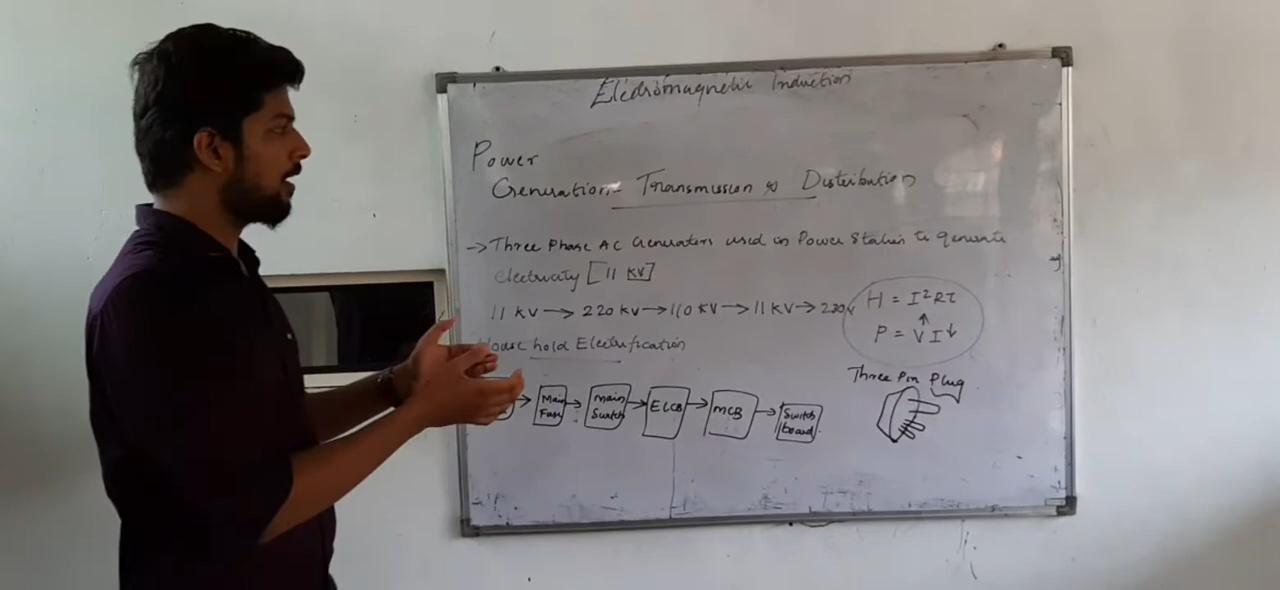 Electromagnetic Induction
Power
Generation - Transmission & Distribution
→ Three Phase AC Generators used in Power Station to generate
electricity [11 KV]
11 KV → 220 KV → 110 KV → 11 KV → 230V
House hold Electrification
Main Fuse → Main Switch → ELCB → MCB → Switch board
H = I²Rt
P = VI↓
Three Pin Plug